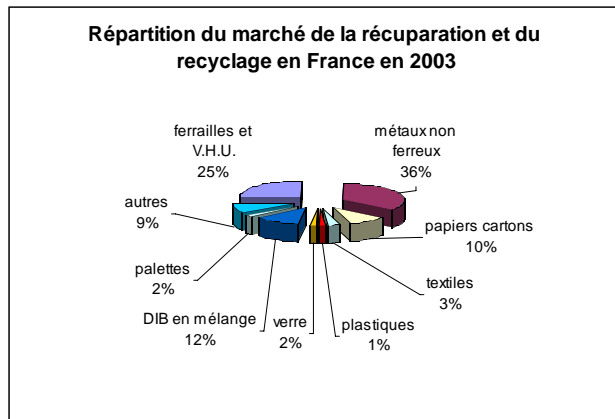 Répartition du marché de la récuparation et du
recyclage en France en 2003
ferrailles et
V.H.U.
25%
métaux non
ferreux
36%
autres
9%
papiers cartons
10%
palettes
2%
textiles
3%
DIB en mélange
12%
verre
2%
plastiques
1%